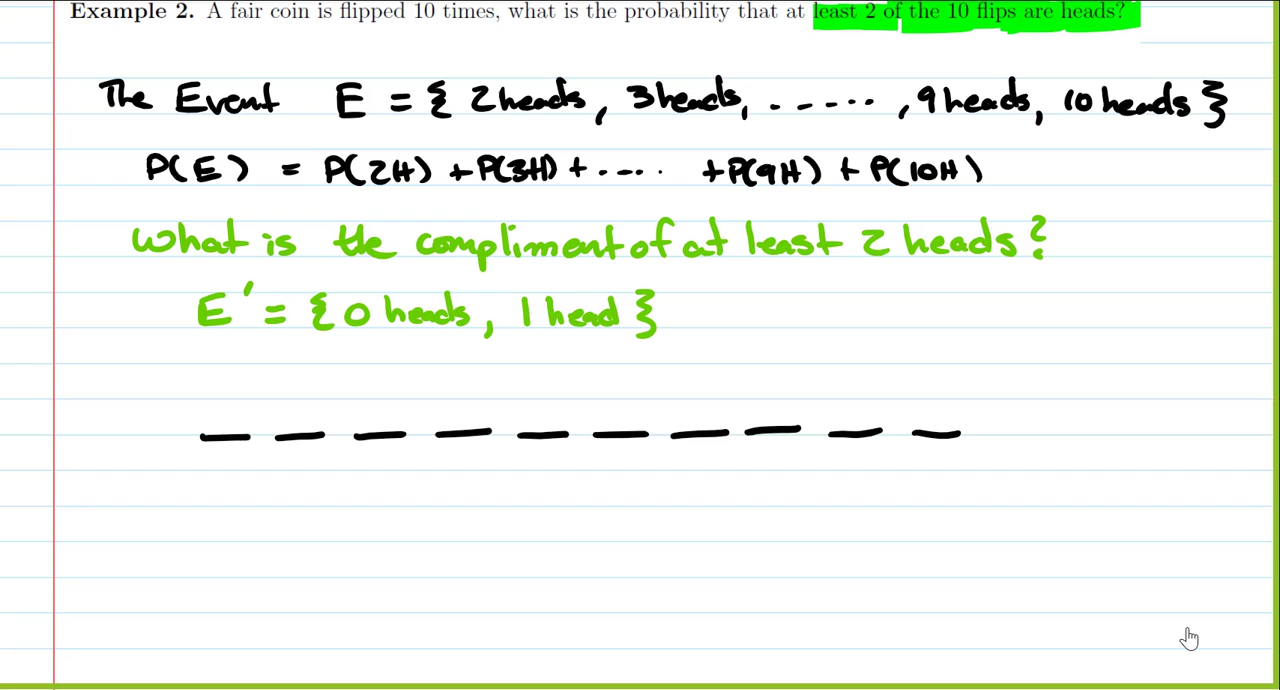 Example 2. A fair coin is flipped 10 times, what is the probability that at least 2 of the 10 flips are heads?
The Event E = { 2 heads, 3 heads, ......, 9 heads, 10 heads }
P(E) = P(2H) + P(3H) + ..... + P(9H) + P(10H)
What is the compliment of at least 2 heads?
E' = { 0 heads, 1 head }